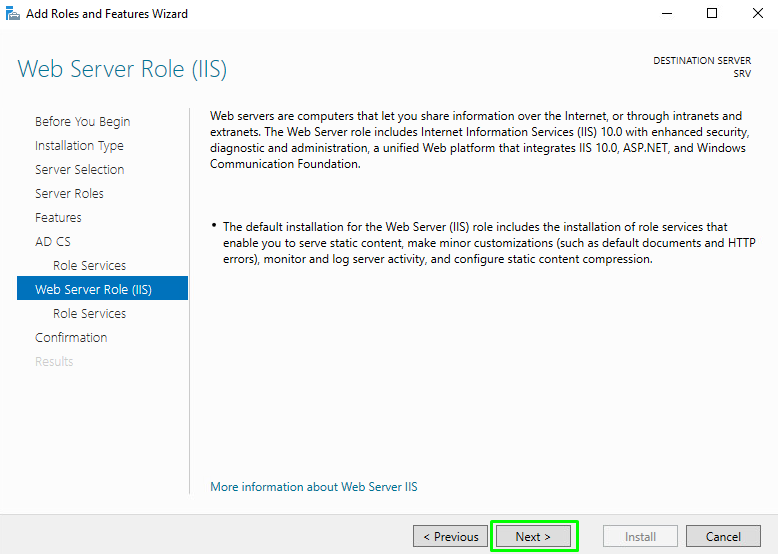 Add Roles and Features Wizard
Web Server Role (IIS)
DESTINATION SERVER
SRV
Before You Begin
Installation Type
Server Selection
Server Roles
Features
AD CS
Role Services
Web Server Role (IIS)
Role Services
Confirmation
Results
Web servers are computers that let you share information over the Internet, or through intranets and
extranets. The Web Server role includes Internet Information Services (IIS) 10.0 with enhanced security,
diagnostic and administration, a unified Web platform that integrates IIS 10.0, ASP.NET, and Windows
Communication Foundation.
• The default installation for the Web Server (IIS) role includes the installation of role services that
enable you to serve static content, make minor customizations (such as default documents and HTTP
errors), monitor and log server activity, and configure static content compression.
More information about Web Server IIS
< Previous
Next >
Install
Cancel